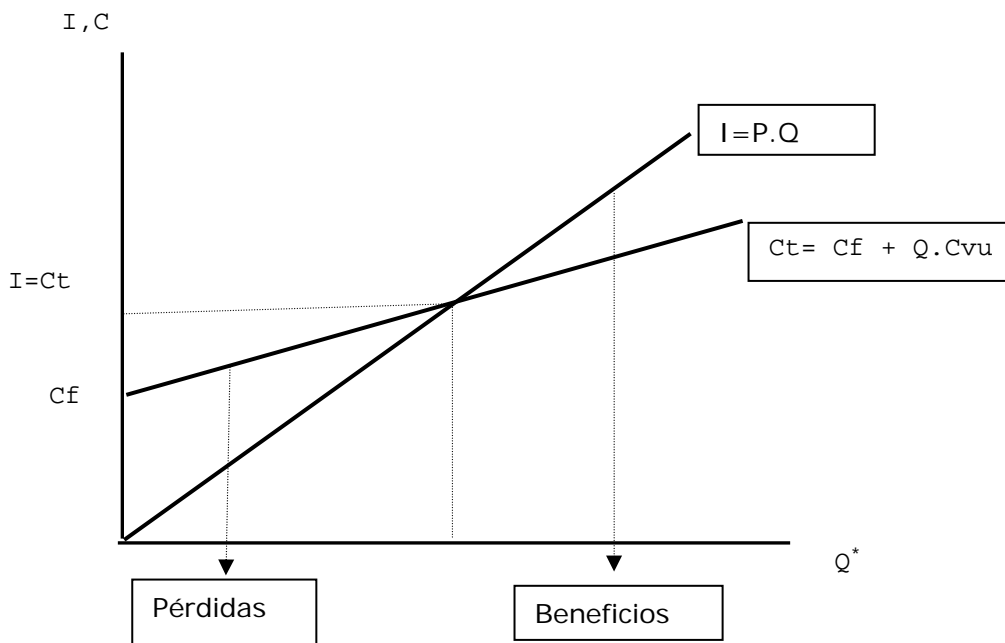 I,C
I=P.Q
Ct= Cf + Q.Cvu
I=Ct
Cf
Q*
Pérdidas
Beneficios